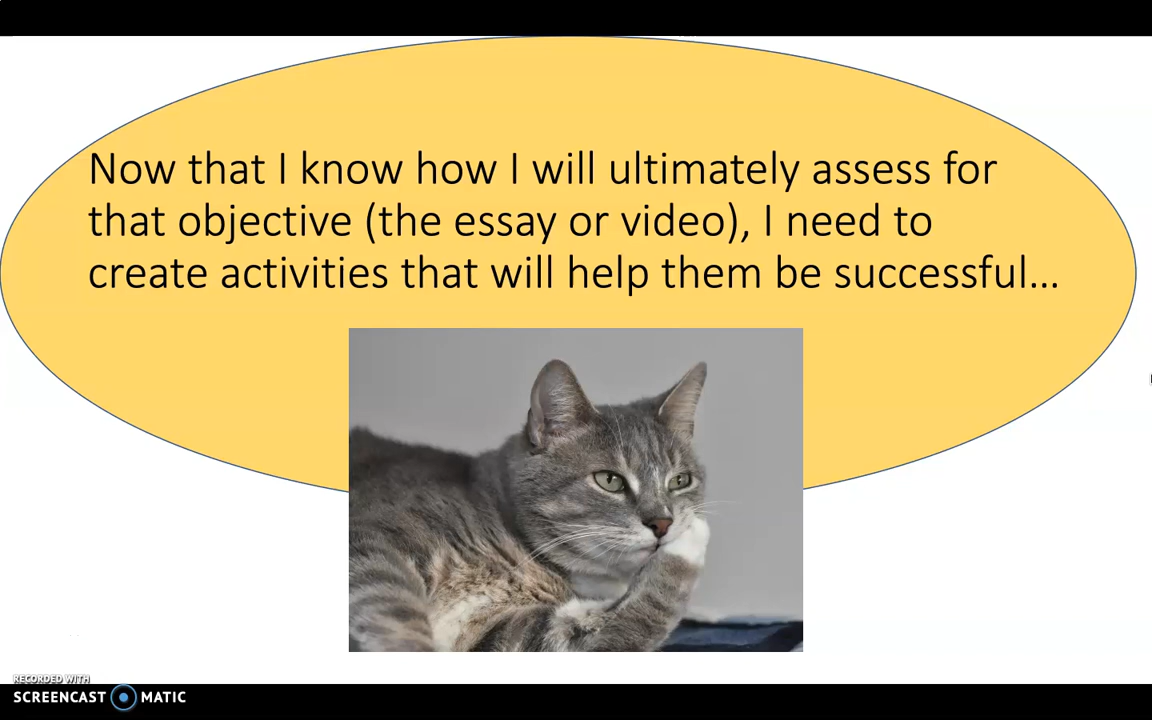 Now that I know how I will ultimately assess for
that objective (the essay or video), I need to
create activities that will help them be successful…
RECORDED WITH
SCREENCAST MATIC